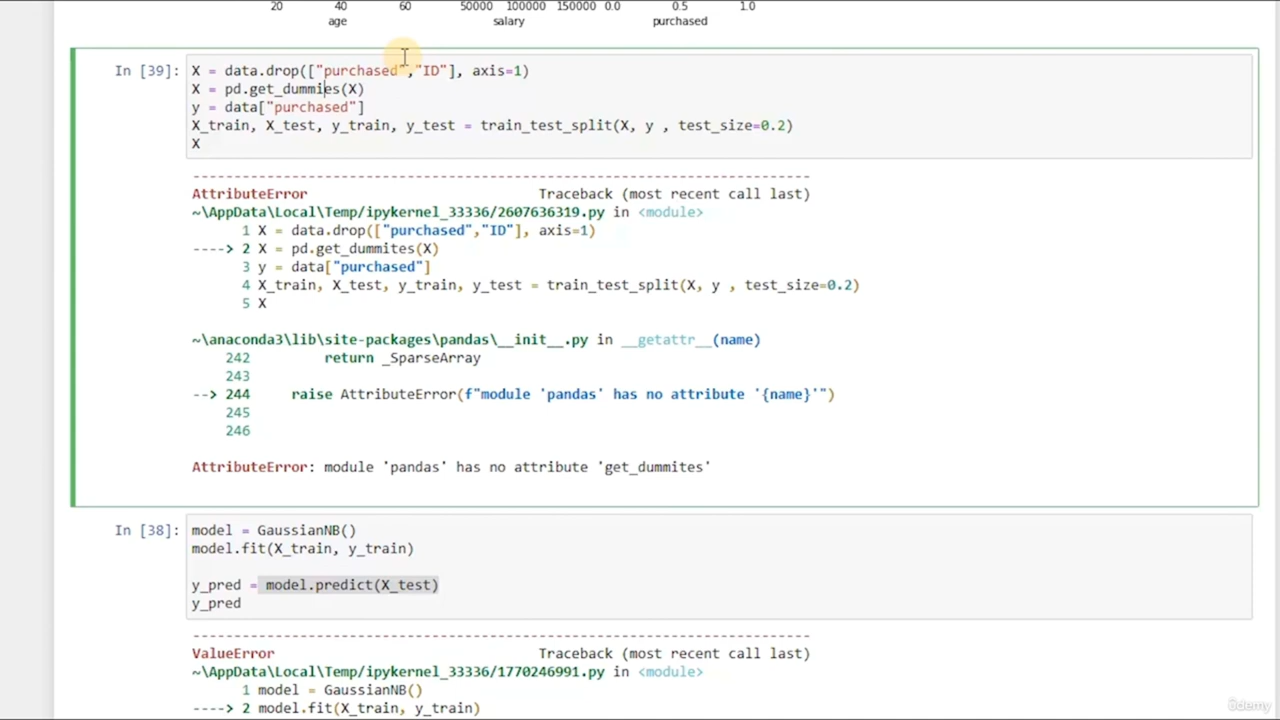 20 40 60 50000 100000 150000 0.0 0.5 1.0
age salary purchased
In [39]: X = data.drop(["purchased","ID"], axis=1)
X = pd.get_dummies(X)
y = data["purchased"]
X_train, X_test, y_train, y_test = train_test_split(X, y , test_size=0.2)
X
---------------------------------------------------------------------------
AttributeError Traceback (most recent call last)
~\AppData\Local\Temp/ipykernel_33336/2607636319.py in <module>
1 X = data.drop(["purchased","ID"], axis=1)
----> 2 X = pd.get_dummites(X)
3 y = data["purchased"]
4 X_train, X_test, y_train, y_test = train_test_split(X, y , test_size=0.2)
5 X
~\anaconda3\lib\site-packages\pandas\__init__.py in __getattr__(name)
242 return _SparseArray
243
--> 244 raise AttributeError(f"module 'pandas' has no attribute '{name}'")
245
246
AttributeError: module 'pandas' has no attribute 'get_dummites'
In [38]: model = GaussianNB()
model.fit(X_train, y_train)
y_pred = model.predict(X_test)
y_pred
---------------------------------------------------------------------------
ValueError Traceback (most recent call last)
~\AppData\Local\Temp/ipykernel_33336/1770246991.py in <module>
1 model = GaussianNB()
----> 2 model.fit(X_train, y_train)
ûdemy